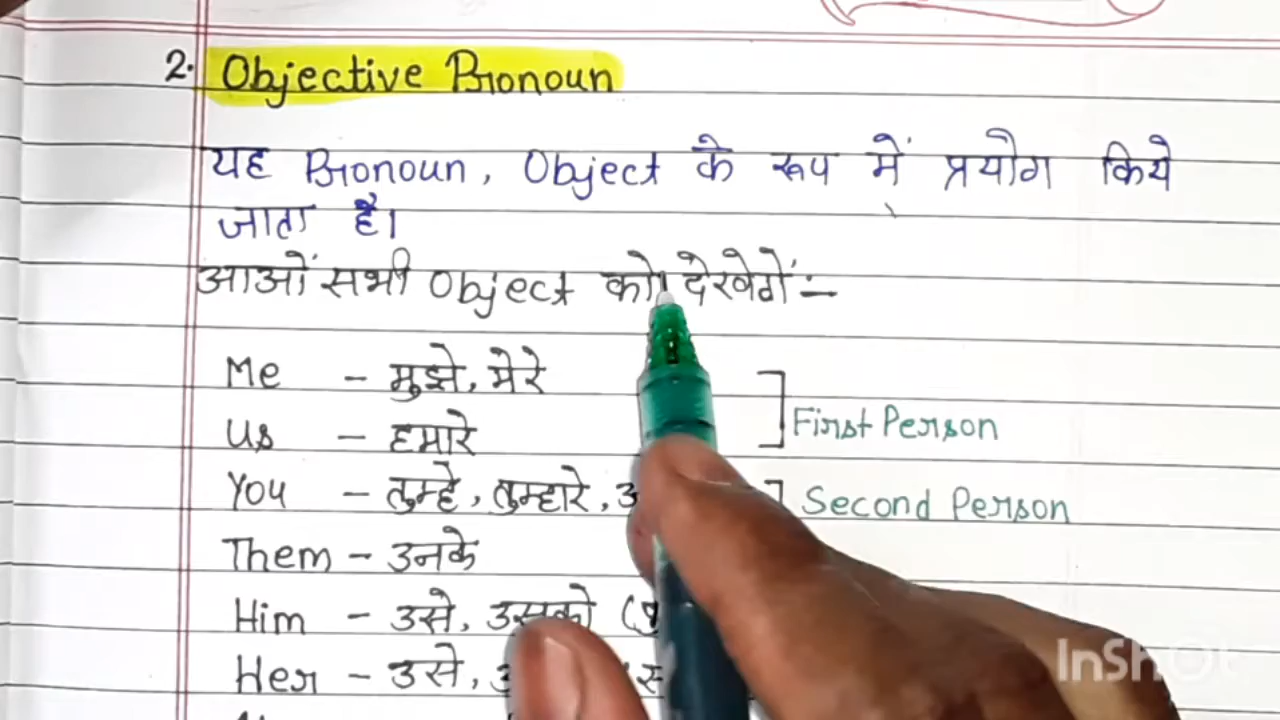 2. Objective Pronoun
यह Pronoun, Object के रूप में प्रयोग किये
जाता है।
आओं सभी Object को देखेगें :-
Me - मुझे, मेरे
Us - हमारे
First Person
You - तुम्हे, तुम्हारे,
Second Person
Them - उनके
Him - उसे, उसको
Her - उसे,
InShot